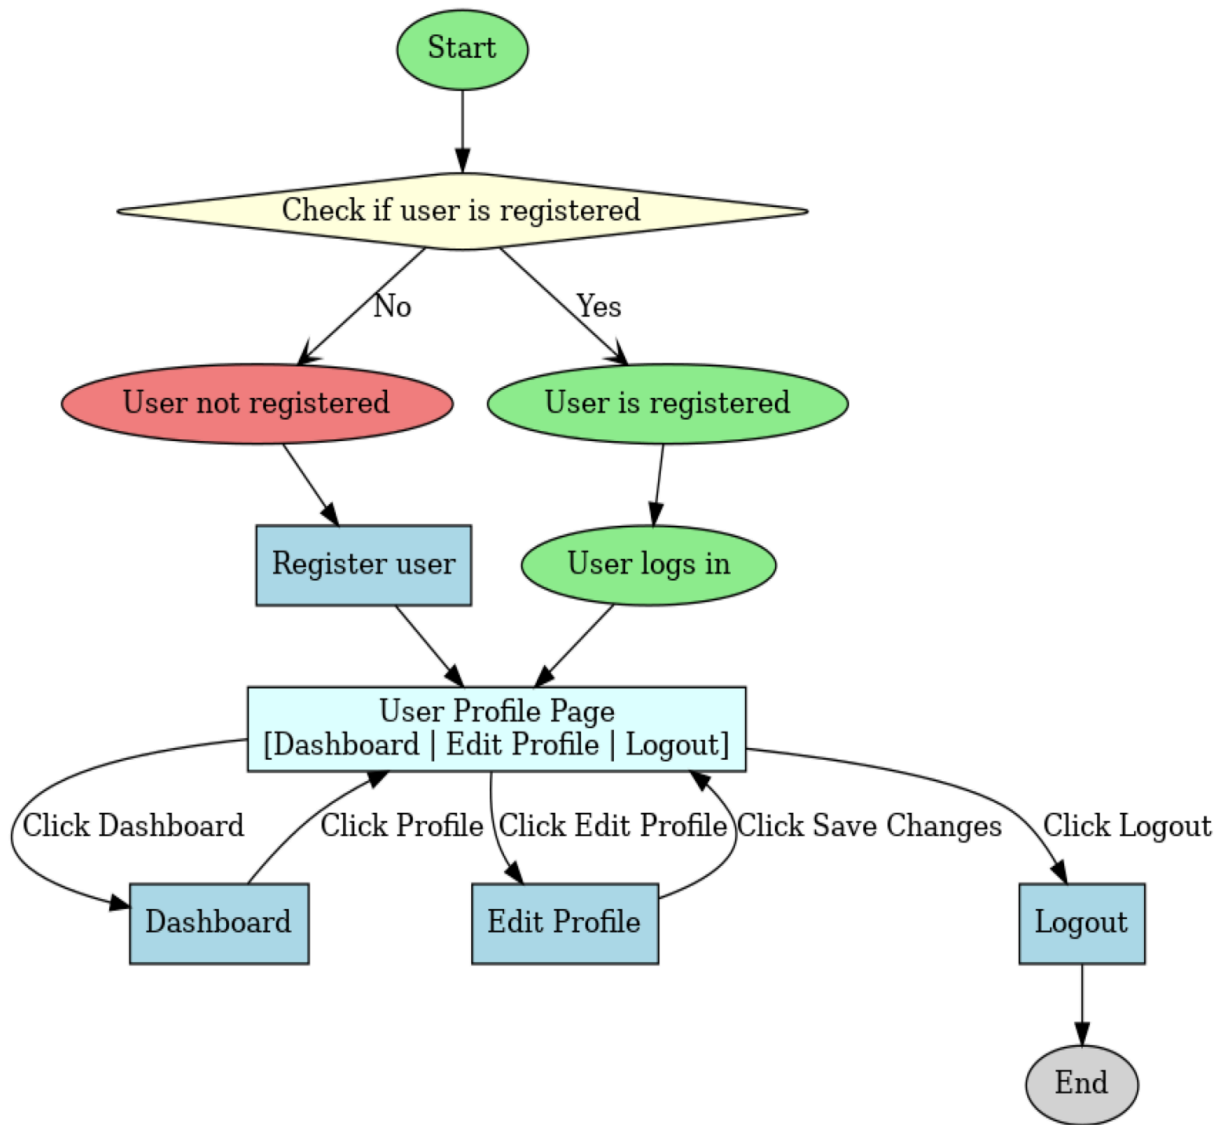 Start
Check if user is registered
No
Yes
User not registered
User is registered
Register user
User logs in
User Profile Page
[Dashboard | Edit Profile | Logout]
Click Dashboard
Click Profile
Click Edit Profile
Click Save Changes
Click Logout
Dashboard
Edit Profile
Logout
End